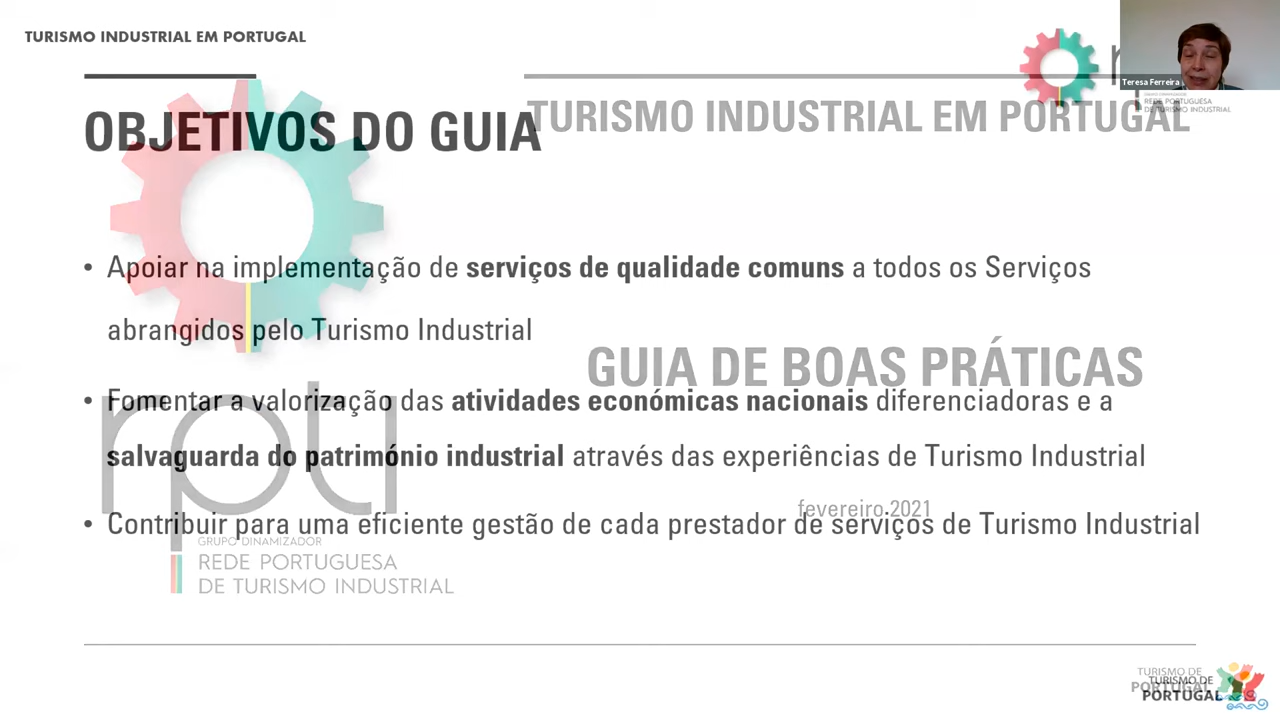 TURISMO INDUSTRIAL EM PORTUGAL
Teresa Ferreira
REDE PORTUGUESA
DE TURISMO INDUSTRIAL
OBJETIVOS DO GUIA
TURISMO INDUSTRIAL EM PORTUGAL
• Apoiar na implementação de serviços de qualidade comuns a todos os Serviços
abrangidos pelo Turismo Industrial
GUIA DE BOAS PRÁTICAS
• Fomentar a valorização das atividades económicas nacionais diferenciadoras e a
salvaguarda do património industrial através das experiências de Turismo Industrial
rpti
fevereiro 2021
• Contribuir para uma eficiente gestão de cada prestador de serviços de Turismo Industrial
GRUPO DINAMIZADOR
REDE PORTUGUESA
DE TURISMO INDUSTRIAL
TURISMO DE
PORTUGAL
TURISMO DE
PORTUGAL